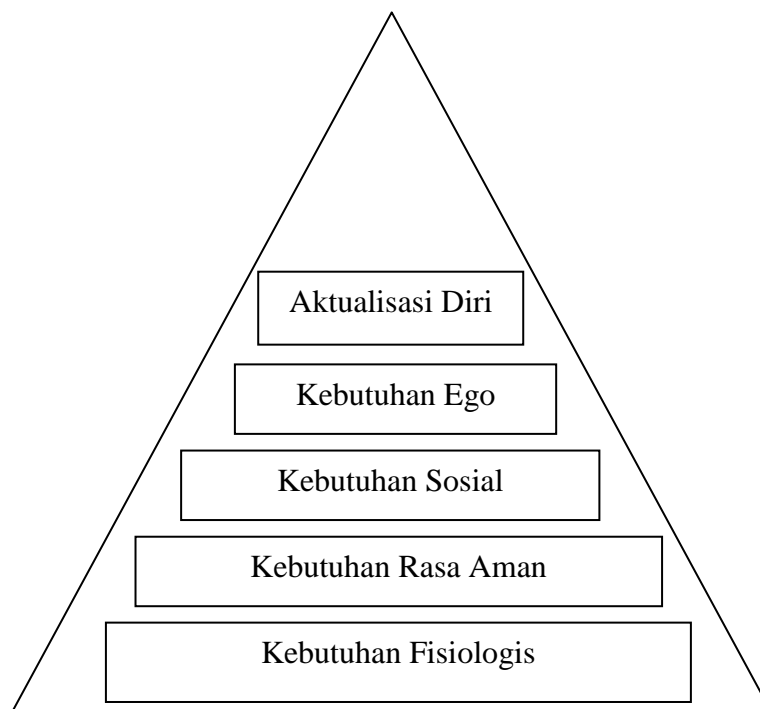 Aktualisasi Diri
Kebutuhan Ego
Kebutuhan Sosial
Kebutuhan Rasa Aman
Kebutuhan Fisiologis